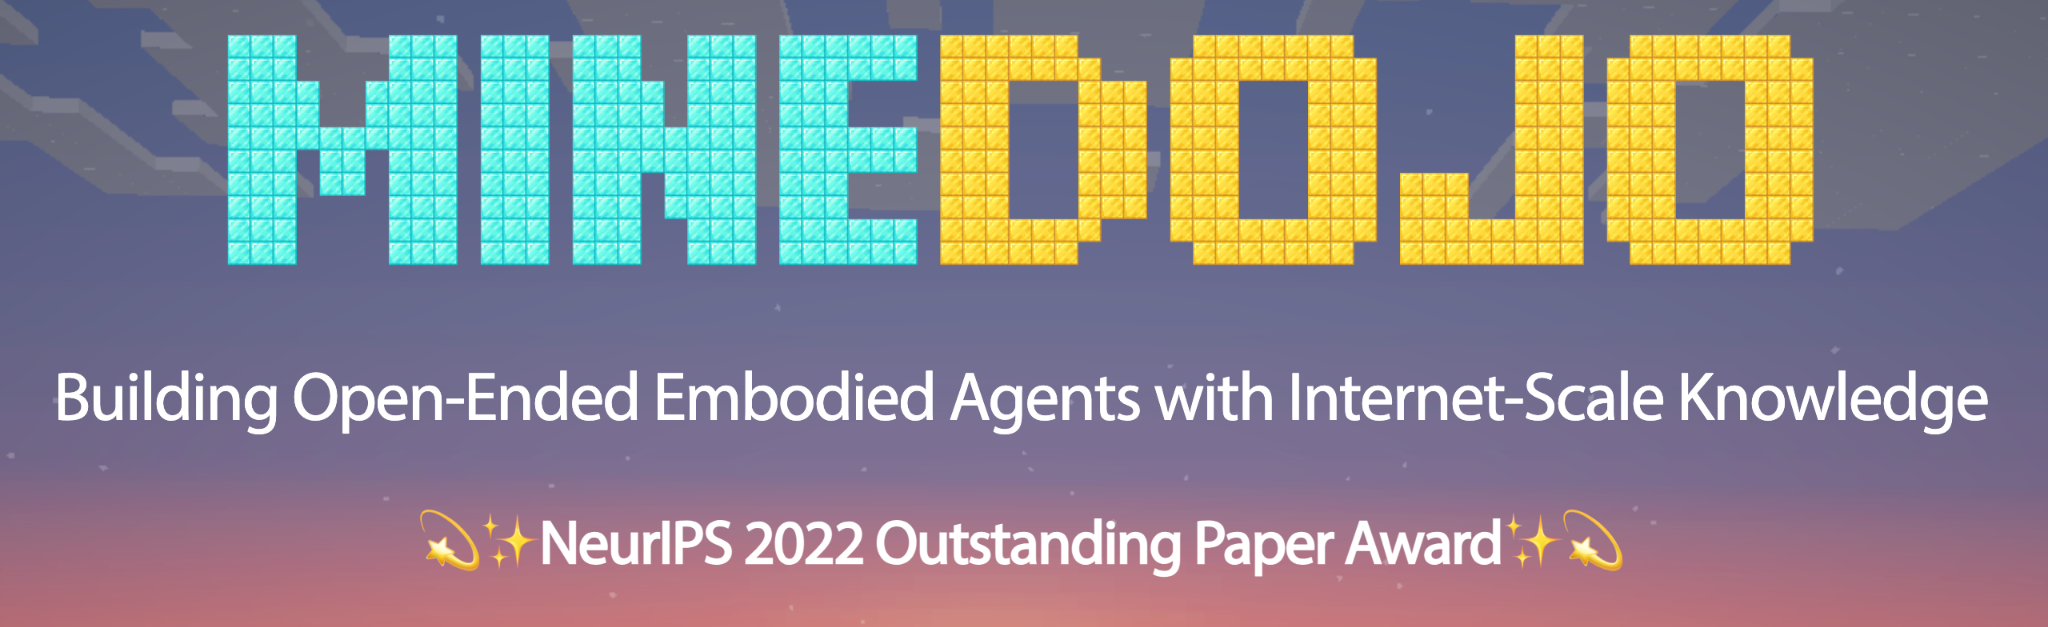 MINEDOJO
Building Open-Ended Embodied Agents with Internet-Scale Knowledge
💫✨NeurIPS 2022 Outstanding Paper Award✨💫